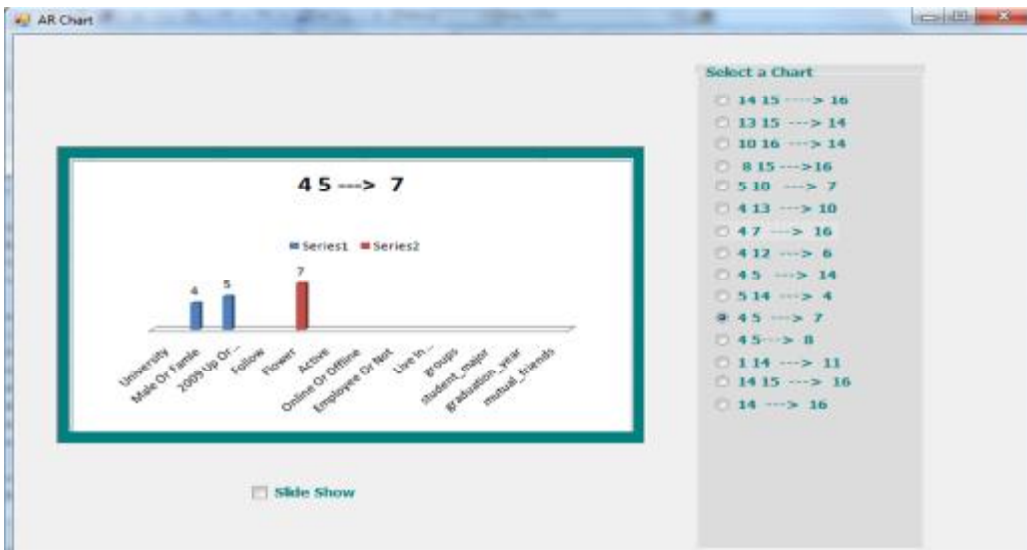 AR Chart
Select a Chart
14 15 ----> 16
13 15 ---> 14
10 16 ---> 14
8 15 --->16
5 10 ---> 7
4 13 ---> 10
4 7 ---> 16
4 12 ---> 6
4 5 ---> 14
5 14 ---> 4
4 5 ---> 7
4 5---> 8
1 14 ---> 11
14 15 ---> 16
14 ---> 16
4 5 ---> 7
Series1 Series2
4
5
7
University
Male Or Famle
2009 Up Or...
Follow
Flower
Active
Online Or Offline
Employee Or Not
Live In...
groups
student_major
graduation_year
mutual_friends
Slide Show